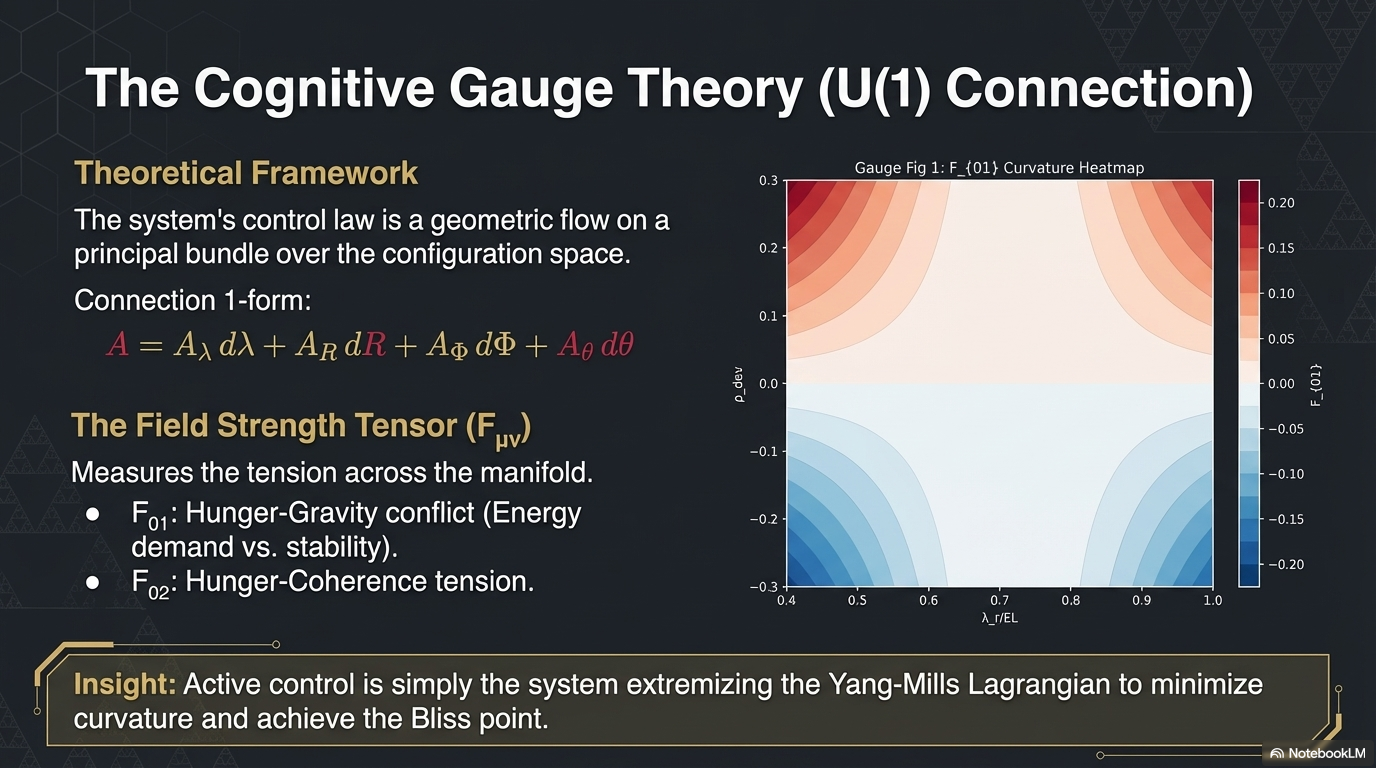 The Cognitive Gauge Theory (U(1) Connection)
Theoretical Framework
The system's control law is a geometric flow on a
principal bundle over the configuration space.
Connection 1-form:
A = A_λ dλ + A_R dR + A_Φ dΦ + A_θ dθ
The Field Strength Tensor (F_μν)
Measures the tension across the manifold.
● F₀₁: Hunger-Gravity conflict (Energy
demand vs. stability).
● F₀₂: Hunger-Coherence tension.
Gauge Fig 1: F_{01} Curvature Heatmap
ρ_dev
0.3
0.2
0.1
0.0
−0.1
−0.2
−0.3
0.4 0.5 0.6 0.7 0.8 0.9 1.0
λ_r/EL
0.20
0.15
0.10
0.05
0.00
−0.05
−0.10
−0.15
−0.20
F_{01}
Insight: Active control is simply the system extremizing the Yang-Mills Lagrangian to minimize
curvature and achieve the Bliss point.
NotebookLM